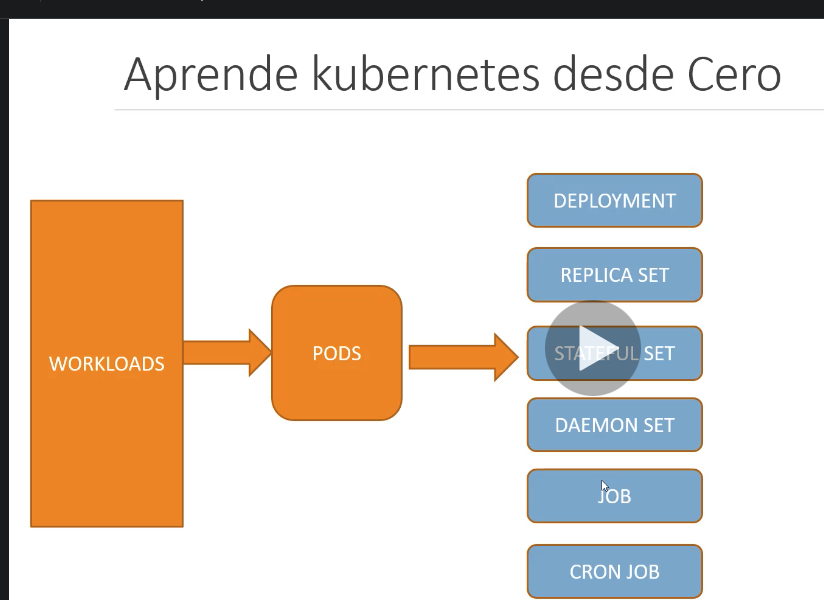 Aprende kubernetes desde Cero
WORKLOADS
PODS
DEPLOYMENT
REPLICA SET
STATEFUL SET
DAEMON SET
JOB
CRON JOB